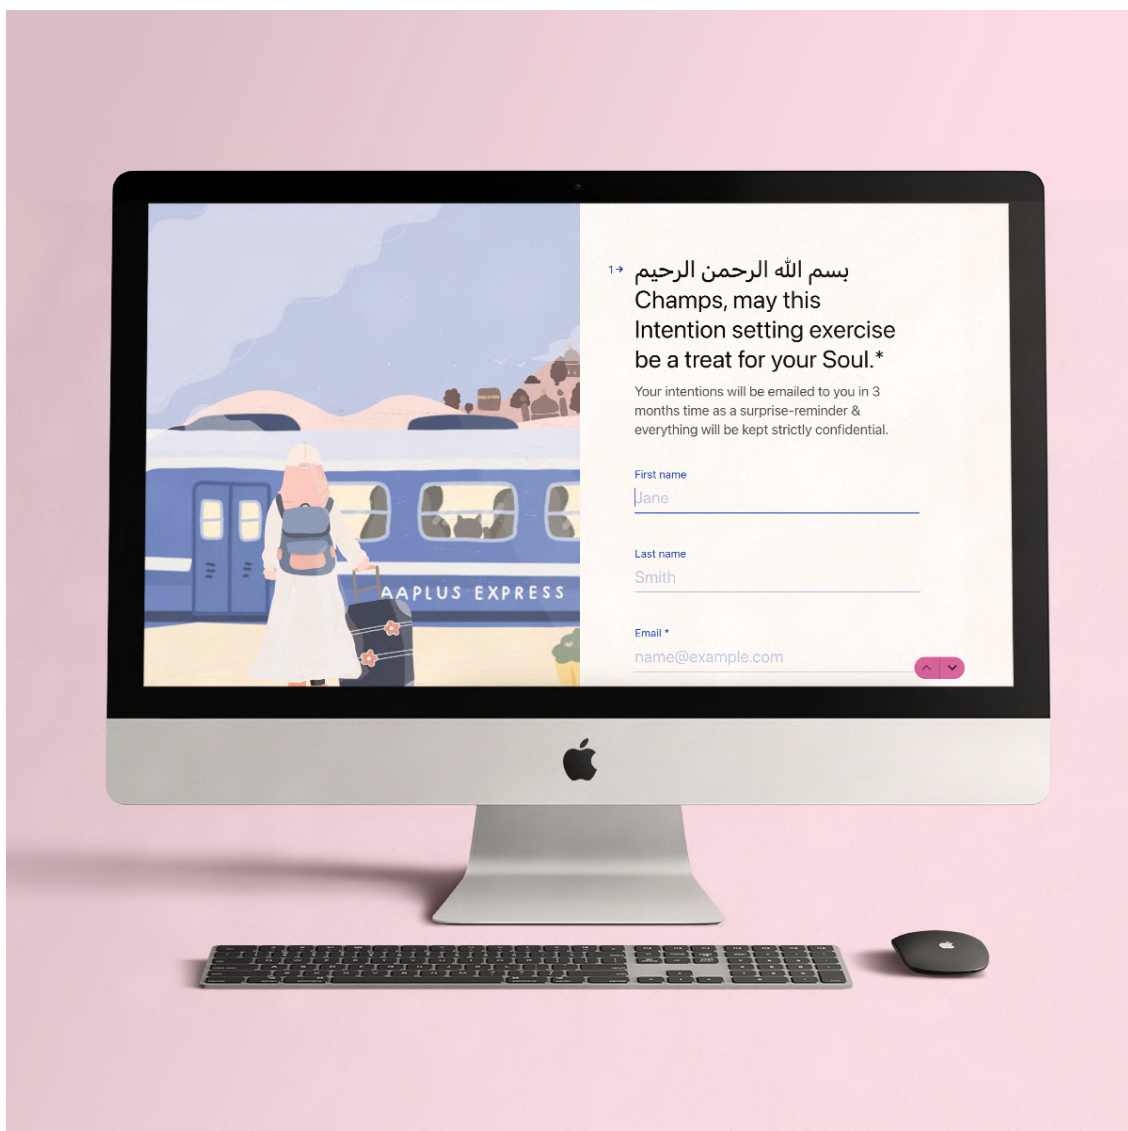 AAPLUS EXPRESS
1→
بسم الله الرحمن الرحيم
Champs, may this
Intention setting exercise
be a treat for your Soul.*
Your intentions will be emailed to you in 3
months time as a surprise-reminder &
everything will be kept strictly confidential.
First name
Jane
Last name
Smith
Email *
name@example.com